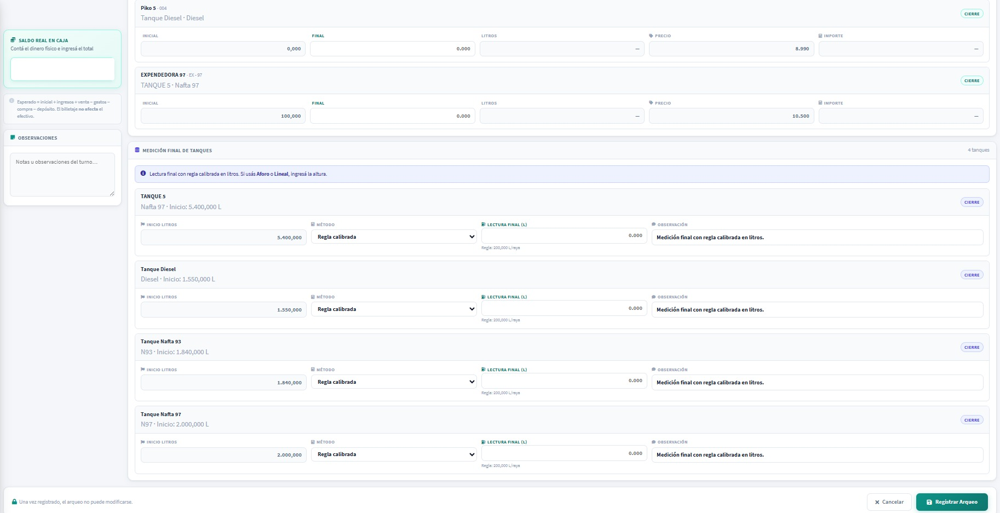 SALDO REAL EN CAJA
Contá el dinero físico e ingresá el total
Esperado = inicial + ingresos + venta − gastos −
compra − depósito. El billetaje no afecta el
efectivo.
OBSERVACIONES
Notas u observaciones del turno...
Piko 5 · 004
Tanque Diesel · Diesel
CIERRE
INICIAL FINAL LITROS PRECIO IMPORTE
0,000 0.000 — 8.990 —
EXPENDEDORA 97 · EX - 97
TANQUE 5 · Nafta 97
CIERRE
INICIAL FINAL LITROS PRECIO IMPORTE
100,000 0.000 — 10.500 —
MEDICIÓN FINAL DE TANQUES 4 tanques
Lectura final con regla calibrada en litros. Si usás Aforo o Lineal, ingresá la altura.
TANQUE 5
Nafta 97 · Inicio: 5.400,000 L
CIERRE
INICIO LITROS MÉTODO LECTURA FINAL (L) OBSERVACIÓN
5.400,000 Regla calibrada 0.000 Medición final con regla calibrada en litros.
Regla: 200,000 L/raya
Tanque Diesel
Diesel · Inicio: 1.550,000 L
CIERRE
INICIO LITROS MÉTODO LECTURA FINAL (L) OBSERVACIÓN
1.550,000 Regla calibrada 0.000 Medición final con regla calibrada en litros.
Regla: 200,000 L/raya
Tanque Nafta 93
N93 · Inicio: 1.840,000 L
CIERRE
INICIO LITROS MÉTODO LECTURA FINAL (L) OBSERVACIÓN
1.840,000 Regla calibrada 0.000 Medición final con regla calibrada en litros.
Regla: 200,000 L/raya
Tanque Nafta 97
N97 · Inicio: 2.000,000 L
CIERRE
INICIO LITROS MÉTODO LECTURA FINAL (L) OBSERVACIÓN
2.000,000 Regla calibrada 0.000 Medición final con regla calibrada en litros.
Regla: 200,000 L/raya
Una vez registrado, el arqueo no puede modificarse.
Cancelar Registrar Arqueo